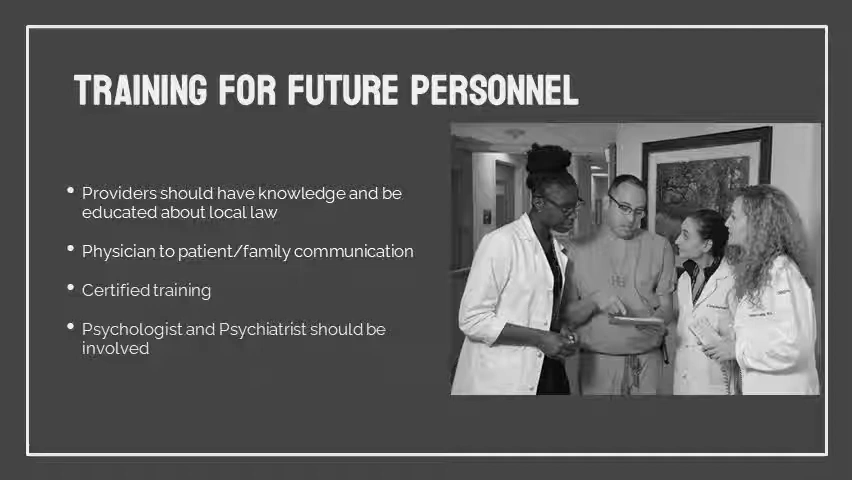 TRAINING FOR FUTURE PERSONNEL
• Providers should have knowledge and be
educated about local law
• Physician to patient/family communication
• Certified training
• Psychologist and Psychiatrist should be
involved